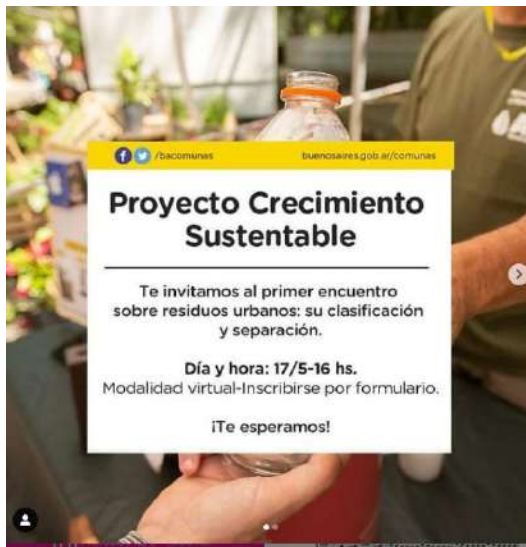 /bacomunas
buenosaires.gob.ar/comunas
Proyecto Crecimiento
Sustentable
Te invitamos al primer encuentro
sobre residuos urbanos: su clasificación
y separación.
Día y hora: 17/5-16 hs.
Modalidad virtual-Inscribirse por formulario.
¡Te esperamos!